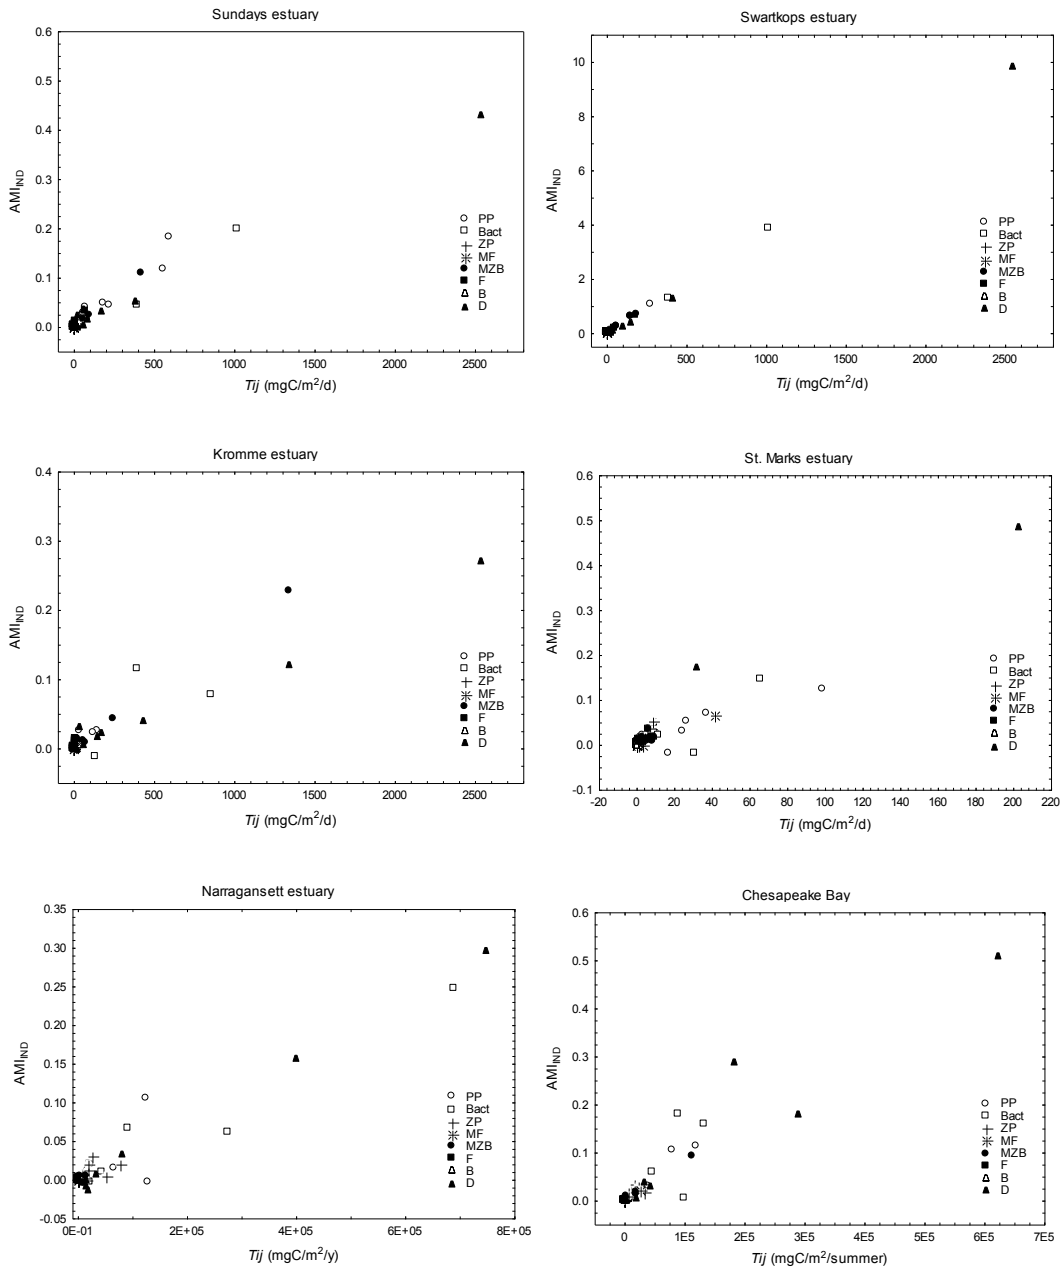 Sundays estuary
0.6
0.5
0.4
0.3
0.2
0.1
0.0
AMI_IND
0 500 1000 1500 2000 2500
Tij (mgC/m²/d)
PP
Bact
ZP
MF
MZB
F
B
D
Swartkops estuary
10
8
6
4
2
0
AMI_IND
0 500 1000 1500 2000 2500
Tij (mgC/m²/d)
PP
Bact
ZP
MF
MZB
F
B
D
Kromme estuary
0.4
0.3
0.2
0.1
0.0
AMI_IND
0 500 1000 1500 2000 2500
Tij (mgC/m²/d)
PP
Bact
ZP
MF
MZB
F
B
D
St. Marks estuary
0.6
0.5
0.4
0.3
0.2
0.1
0.0
-0.1
AMI_IND
-20 0 20 40 60 80 100 120 140 160 180 200 220
Tij (mgC/m²/d)
PP
Bact
ZP
MF
MZB
F
B
D
Narragansett estuary
0.35
0.30
0.25
0.20
0.15
0.10
0.05
0.00
-0.05
AMI_IND
0E-01 2E+05 4E+05 6E+05 8E+05
Tij (mgC/m²/y)
PP
Bact
ZP
MF
MZB
F
B
D
Chesapeake Bay
0.6
0.5
0.4
0.3
0.2
0.1
0.0
AMI_IND
0 1E5 2E5 3E5 4E5 5E5 6E5 7E5
Tij (mgC/m²/summer)
PP
Bact
ZP
MF
MZB
F
B
D